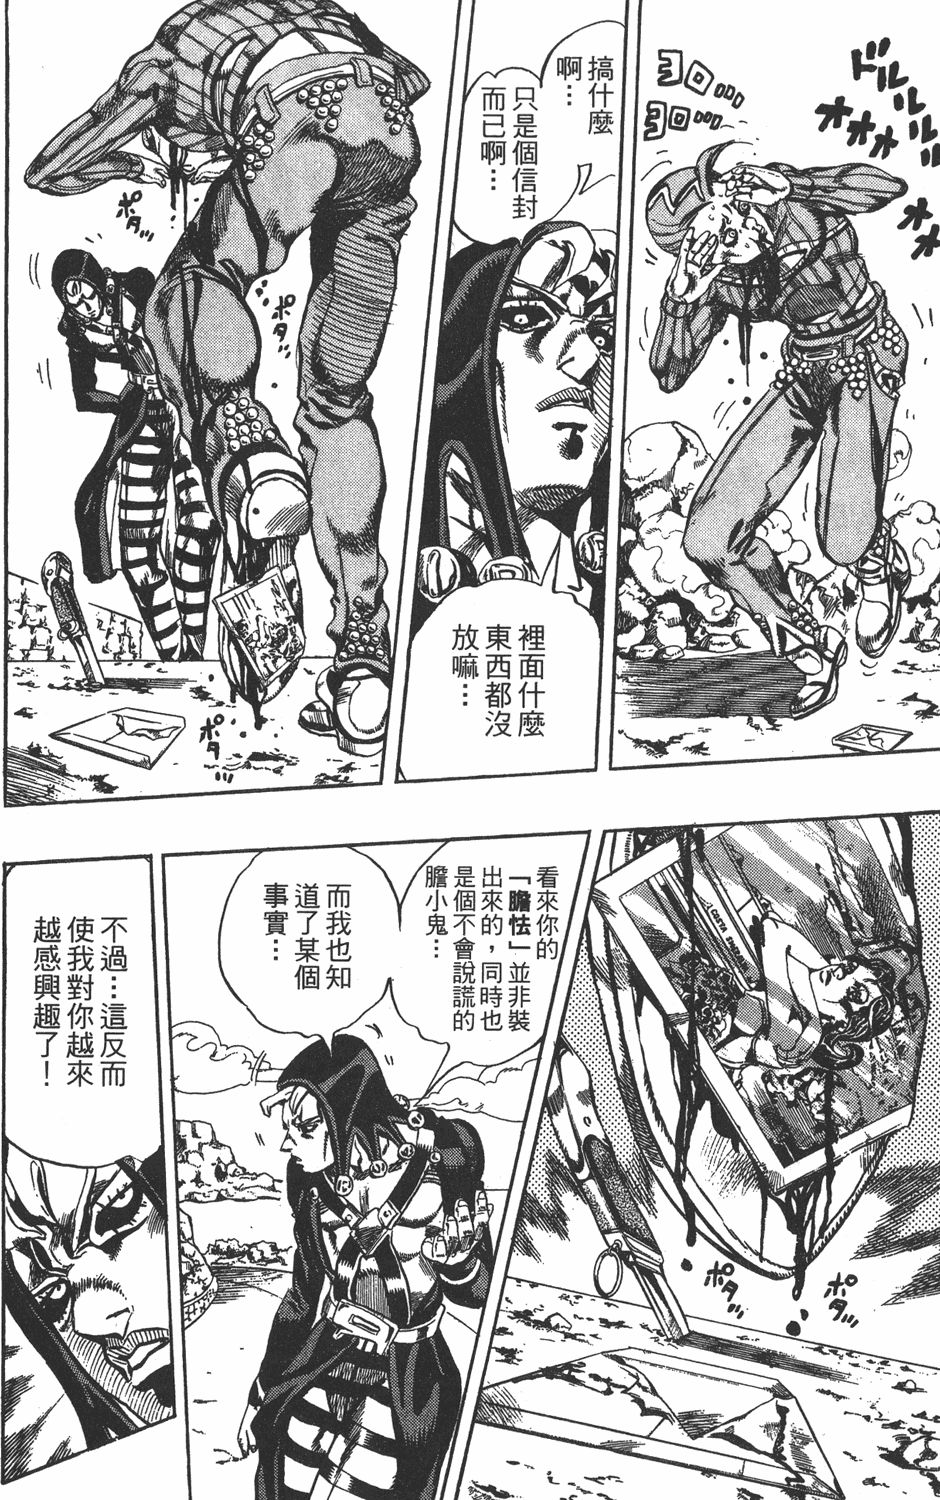 ドルルルル
オオオオ
オオオ
ヨロ…
ヨロ…
搞什麼
啊…
只是個信封
而已啊…
裡面什麼
東西都沒
放嘛…
ポタッ
ポタッ
ポタッ
COSTA SMERALDA
ポタッ
ポタッ
看來你的
「膽怯」並非裝
出來的，同時也
是個不會說謊的
膽小鬼…
而我也知
道了某個
事實…
不過…這反而
使我對你越來
越感興趣了！